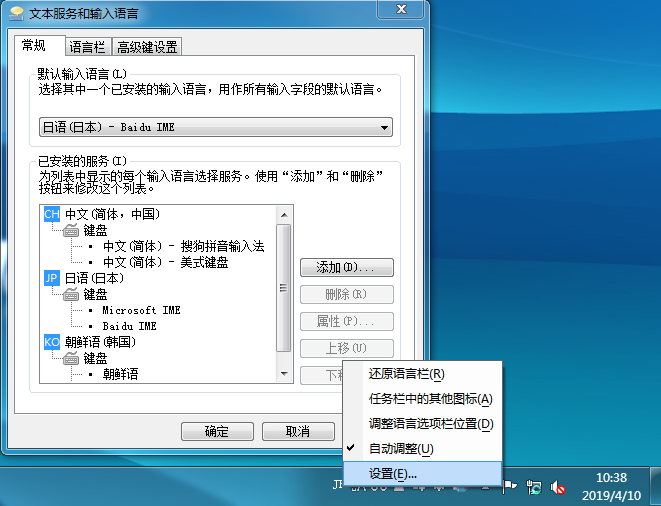 文本服务和输入语言
常规
语言栏
高级键设置
默认输入语言(L)
选择其中一个已安装的输入语言，用作所有输入字段的默认语言。
日语(日本) - Baidu IME
已安装的服务(I)
为列表中显示的每个输入语言选择服务。使用“添加”和“删除”
按钮来修改这个列表。
CH 中文(简体，中国)
键盘
中文(简体) - 搜狗拼音输入法
中文(简体) - 美式键盘
JP 日语(日本)
键盘
Microsoft IME
Baidu IME
KO 朝鲜语(韩国)
键盘
朝鲜语
添加(D)...
删除(R)
属性(P)...
上移(U)
确定
取消
还原语言栏(R)
任务栏中的其他图标(A)
调整语言选项栏位置(D)
自动调整(U)
设置(E)...
10:38
2019/4/10